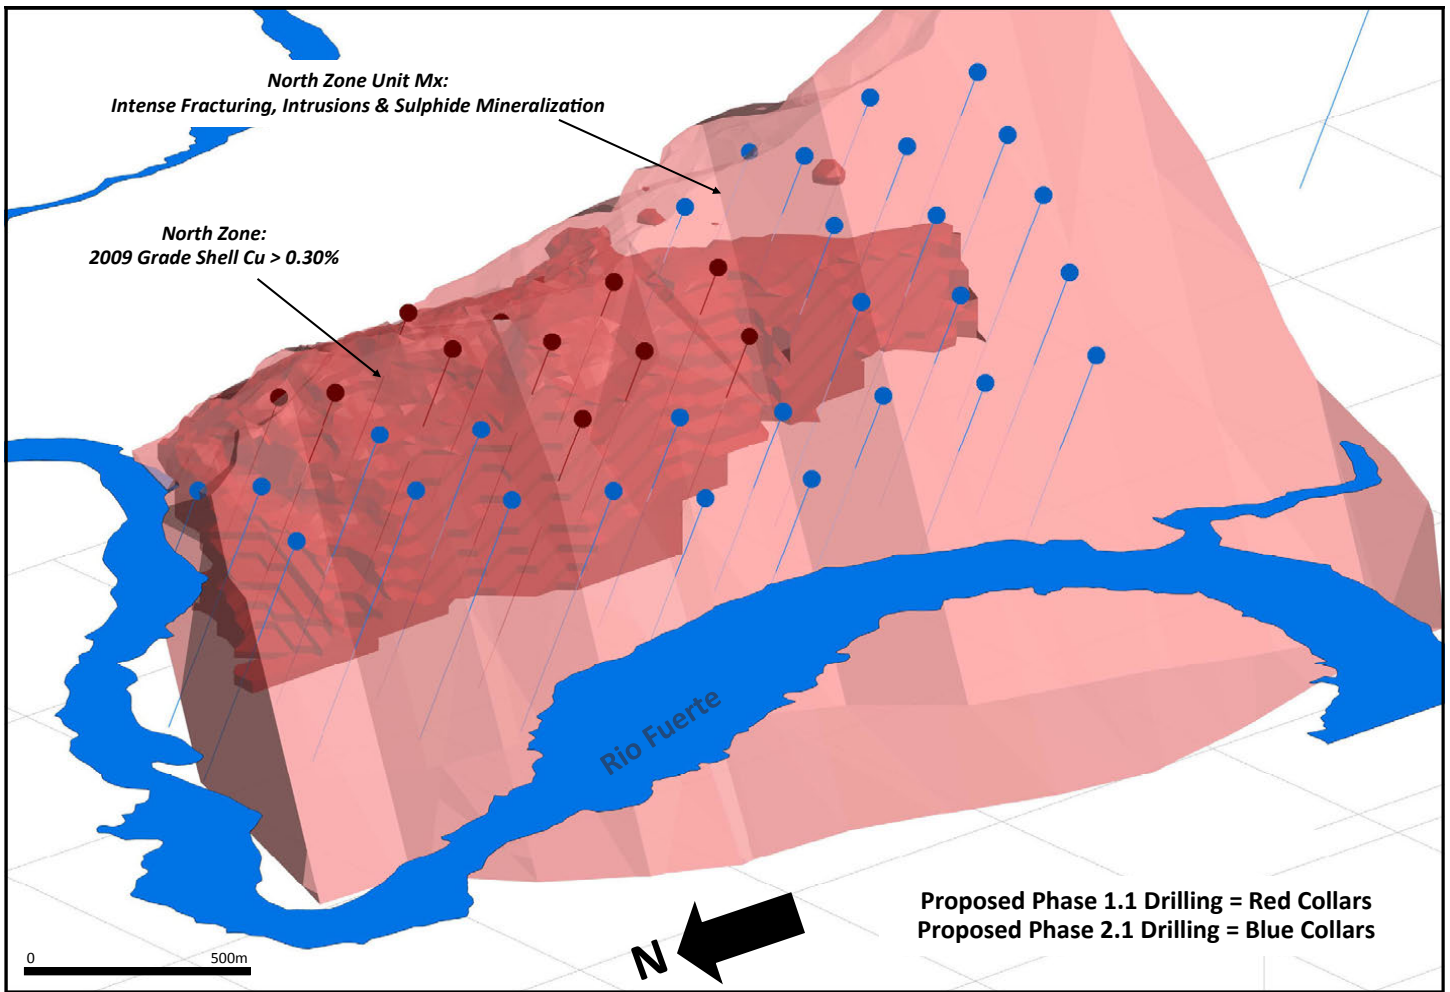 North Zone Unit Mx:
Intense Fracturing, Intrusions & Sulphide Mineralization
North Zone:
2009 Grade Shell Cu > 0.30%
Rio Fuerte
Proposed Phase 1.1 Drilling = Red Collars
Proposed Phase 2.1 Drilling = Blue Collars
N
0 500m